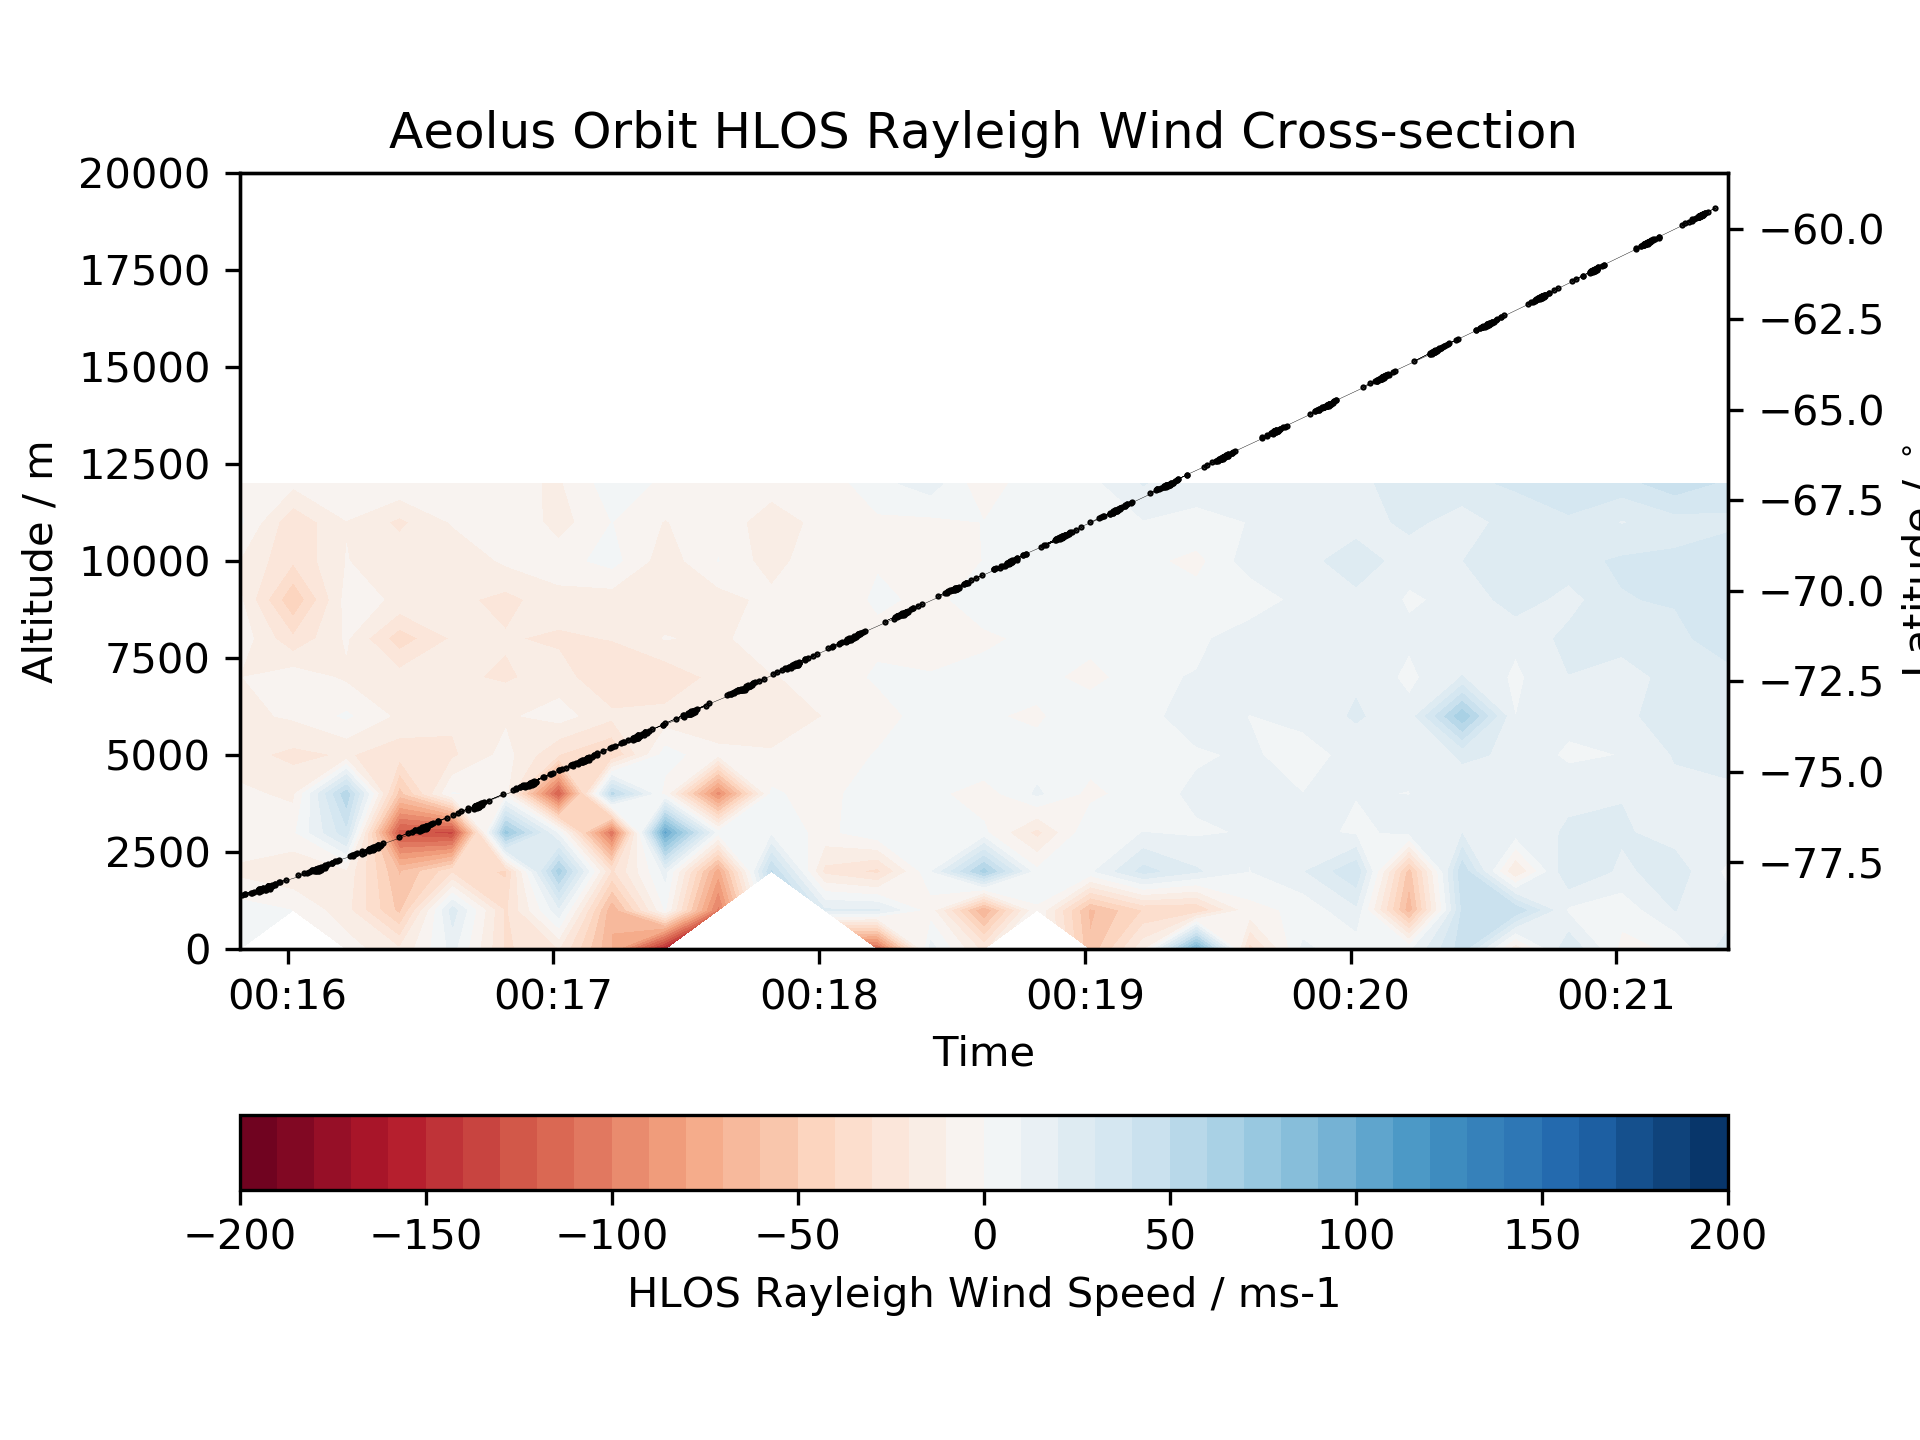 Aeolus Orbit HLOS Rayleigh Wind Cross-section
20000
17500
15000
12500
10000
7500
5000
2500
0
Altitude / m
−60.0
−62.5
−65.0
−67.5
−70.0
−72.5
−75.0
−77.5
Latitude / °
00:16 00:17 00:18 00:19 00:20 00:21
Time
−200 −150 −100 −50 0 50 100 150 200
HLOS Rayleigh Wind Speed / ms-1